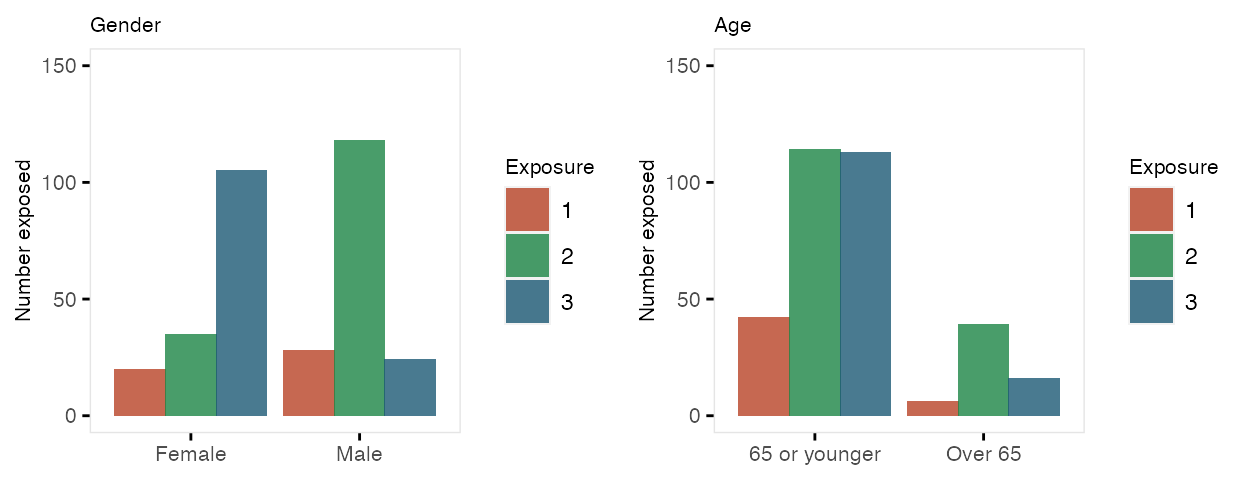 Gender
150
100
50
0
Number exposed
Female Male
Exposure
1
2
3
Age
150
100
50
0
Number exposed
65 or younger Over 65
Exposure
1
2
3